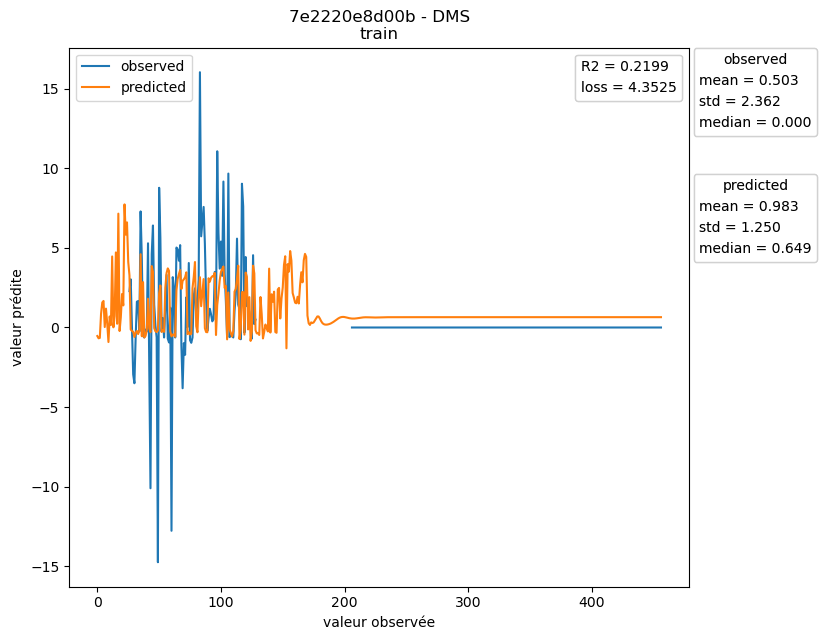 7e2220e8d00b - DMS
train
observed
predicted
R2 = 0.2199
loss = 4.3525
observed
mean = 0.503
std = 2.362
median = 0.000
predicted
mean = 0.983
std = 1.250
median = 0.649
valeur prédite
15
10
5
0
−5
−10
−15
0
100
200
300
400
valeur observée